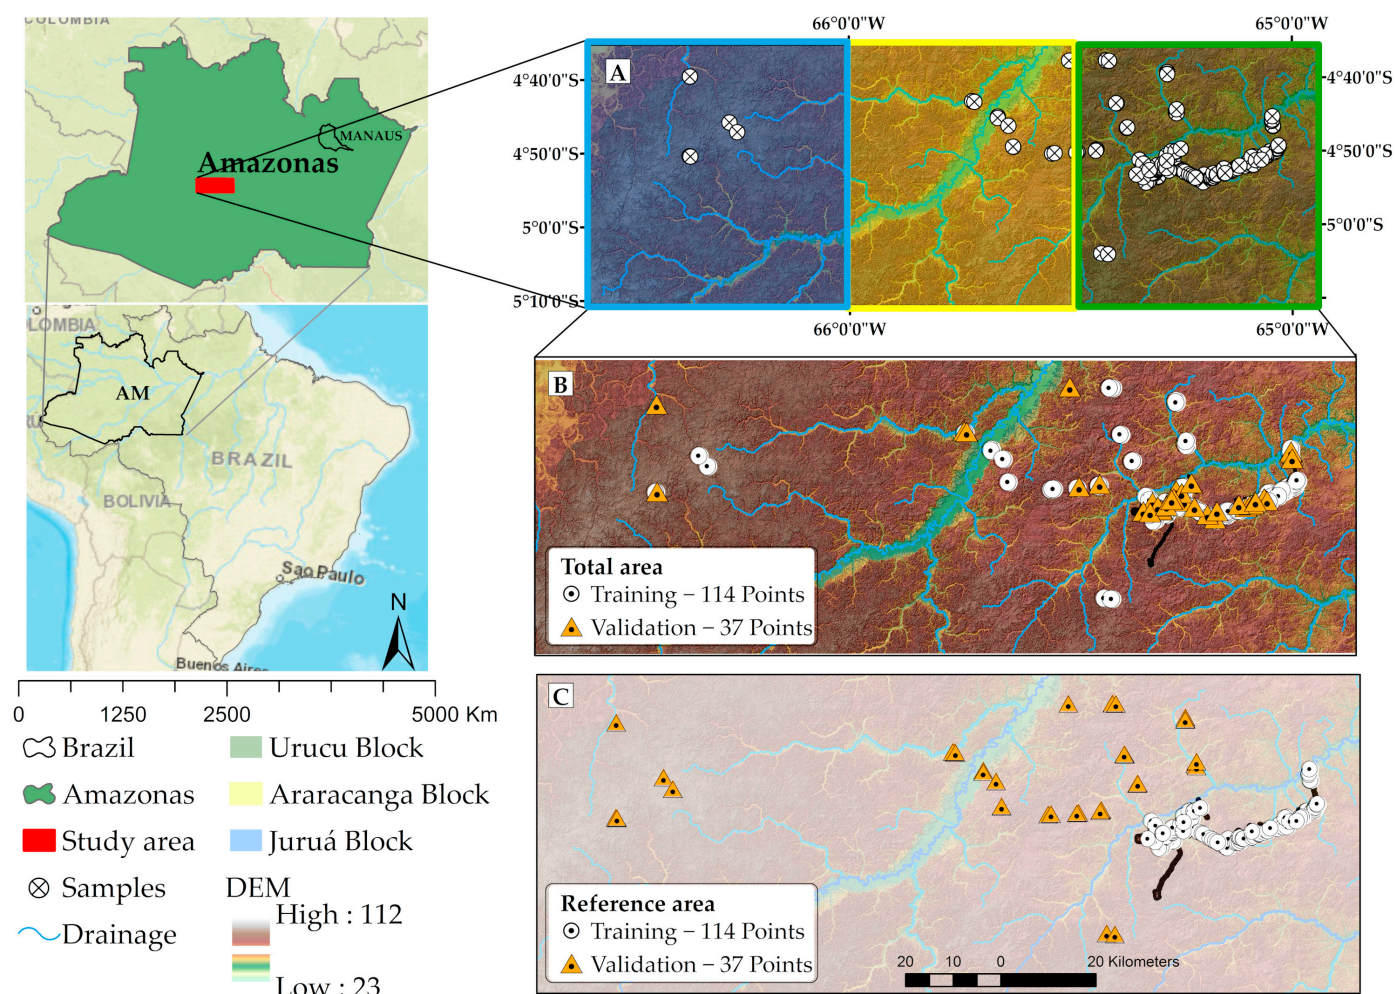 COLOMBIA
MANAUS
Amazonas
LOMBIA
AM
BRAZIL
BOLIVIA
Sao Paulo
Buenos Aires
N
0 1250 2500 5000 Km
Brazil
Amazonas
Study area
Samples
Drainage
Urucu Block
Araracanga Block
Juruá Block
DEM
High : 112
Low : 23
66°0'0"W 65°0'0"W
A
4°40'0"S 4°40'0"S
4°50'0"S 4°50'0"S
5°0'0"S 5°0'0"S
5°10'0"S
66°0'0"W 65°0'0"W
B
Total area
Training – 114 Points
Validation – 37 Points
C
Reference area
Training – 114 Points
Validation – 37 Points
20 10 0 20 Kilometers